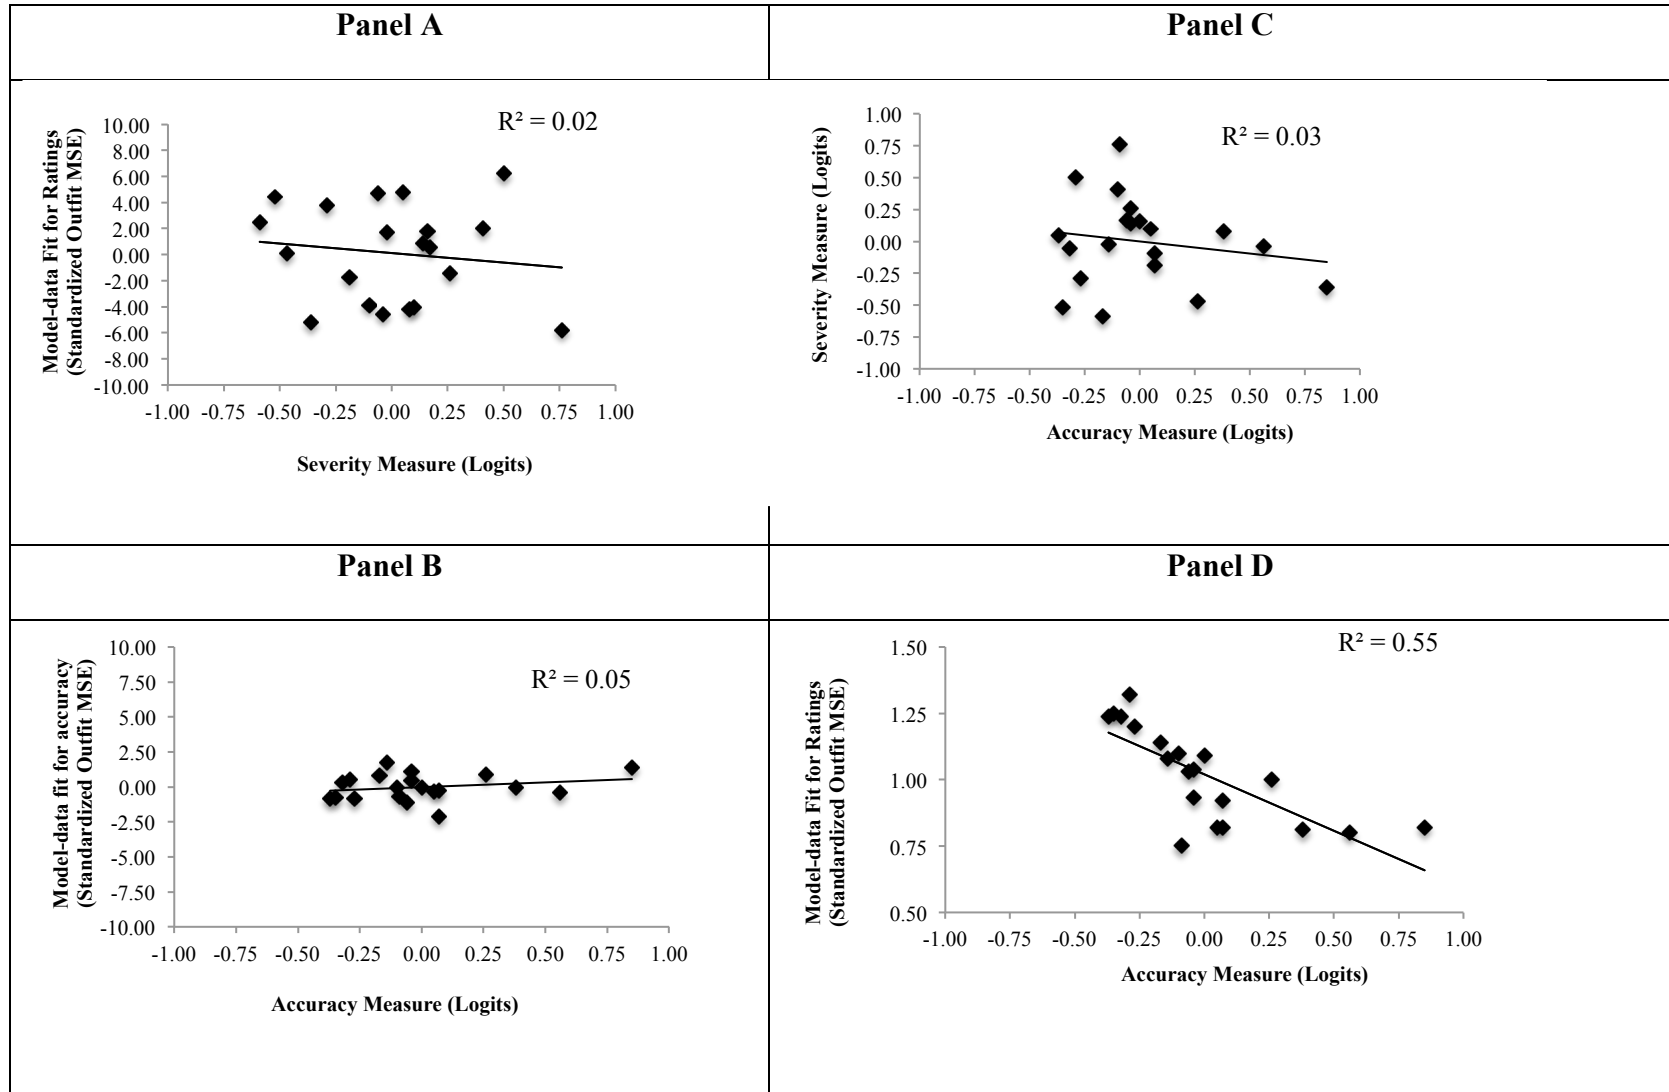 Panel A
Panel C
Model-data Fit for Ratings
(Standardized Outfit MSE)
10.00
8.00
6.00
4.00
2.00
0.00
-2.00
-4.00
-6.00
-8.00
-10.00
R² = 0.02
-1.00 -0.75 -0.50 -0.25 0.00 0.25 0.50 0.75 1.00
Severity Measure (Logits)
Severity Measure (Logits)
1.00
0.75
0.50
0.25
0.00
-0.25
-0.50
-0.75
-1.00
R² = 0.03
-1.00 -0.75 -0.50 -0.25 0.00 0.25 0.50 0.75 1.00
Accuracy Measure (Logits)
Panel B
Panel D
Model-data fit for accuracy
(Standardized Outfit MSE)
10.00
7.50
5.00
2.50
0.00
-2.50
-5.00
-7.50
-10.00
R² = 0.05
-1.00 -0.75 -0.50 -0.25 0.00 0.25 0.50 0.75 1.00
Accuracy Measure (Logits)
Model-data Fit for Ratings
(Standardized Outfit MSE)
1.50
1.25
1.00
0.75
0.50
R² = 0.55
-1.00 -0.75 -0.50 -0.25 0.00 0.25 0.50 0.75 1.00
Accuracy Measure (Logits)